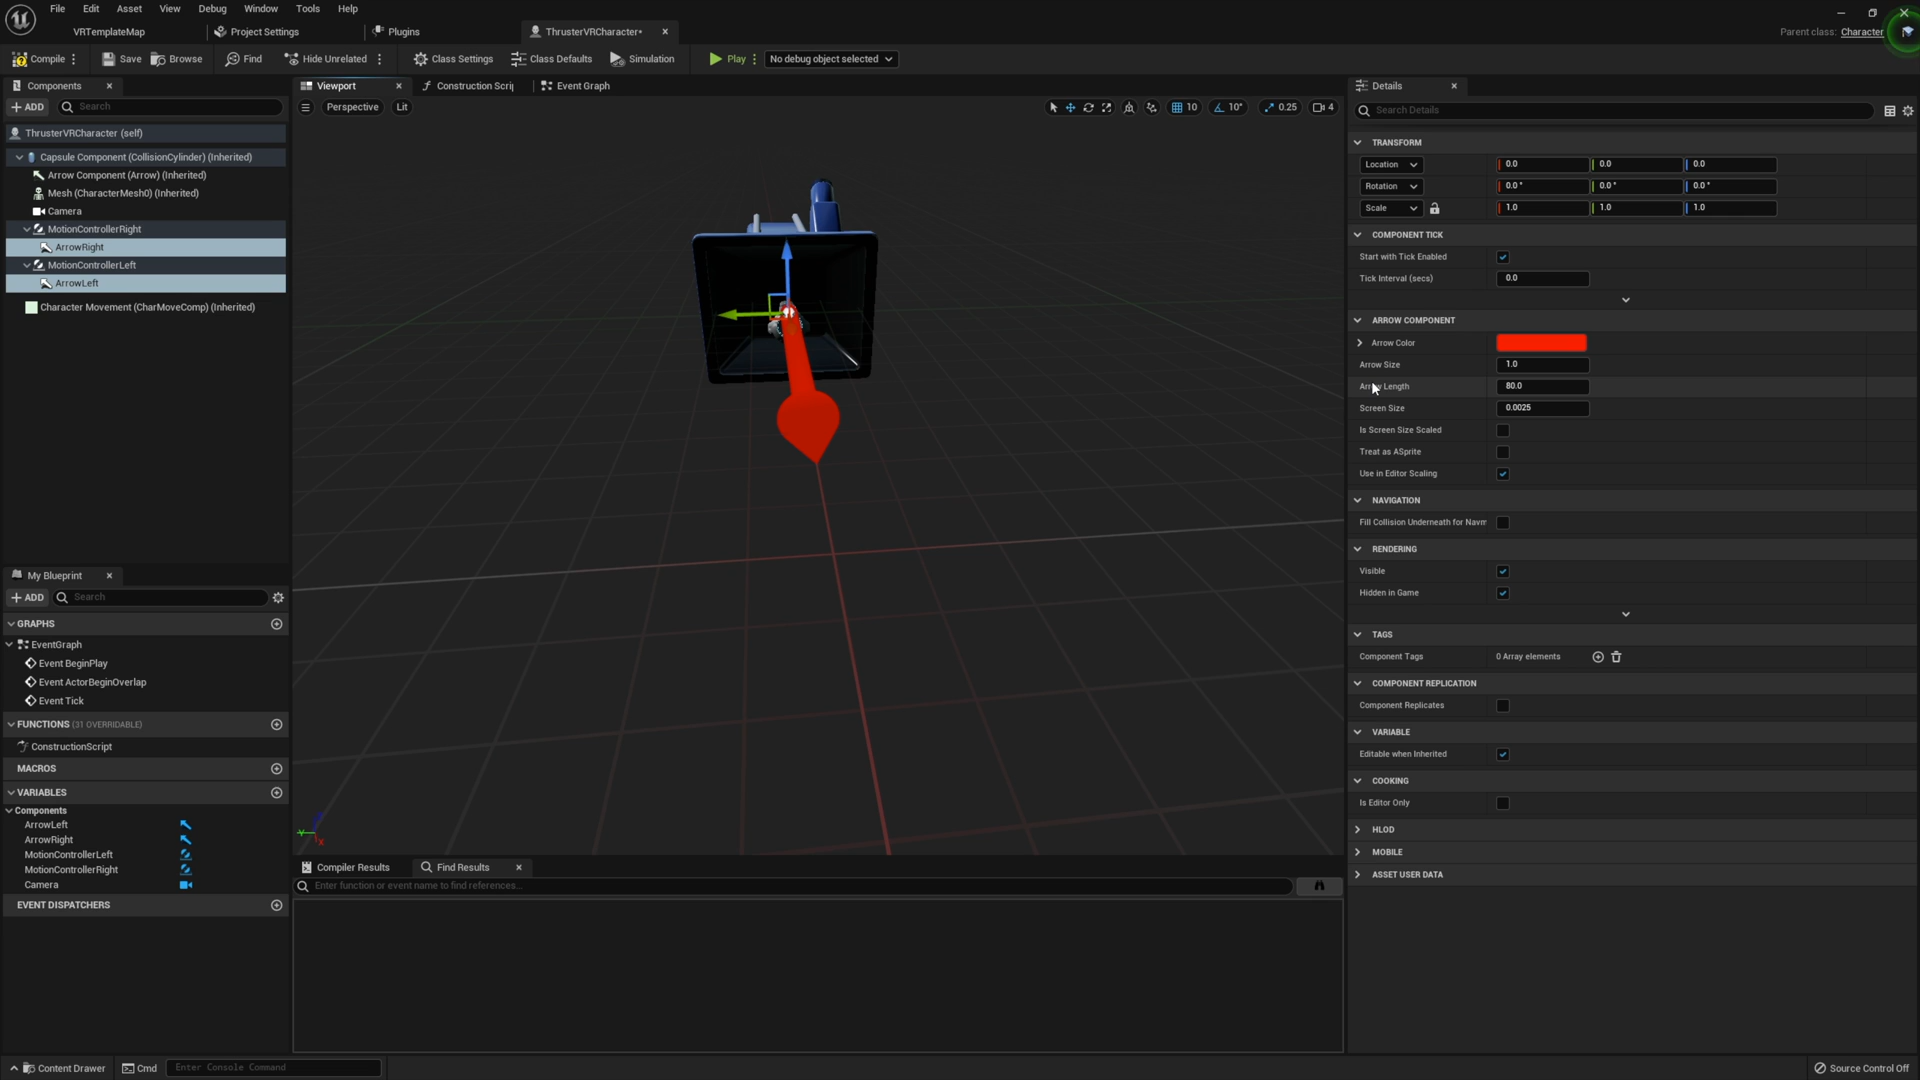 File Edit Asset View Debug Window Tools Help
VRTemplateMap Project Settings Plugins ThrusterVRCharacter• Parent class: Character
Compile Save Browse Find Hide Unrelated Class Settings Class Defaults Simulation Play No debug object selected
Components
ADD Search
ThrusterVRCharacter (self)
Capsule Component (CollisionCylinder) (Inherited)
Arrow Component (Arrow) (Inherited)
Mesh (CharacterMesh0) (Inherited)
Camera
MotionControllerRight
ArrowRight
MotionControllerLeft
ArrowLeft
Character Movement (CharMoveComp) (Inherited)
My Blueprint
ADD Search
GRAPHS
EventGraph
Event BeginPlay
Event ActorBeginOverlap
Event Tick
FUNCTIONS (31 OVERRIDABLE)
ConstructionScript
MACROS
VARIABLES
Components
ArrowLeft
ArrowRight
MotionControllerLeft
MotionControllerRight
Camera
EVENT DISPATCHERS
Viewport Construction Scrip Event Graph
Perspective Lit 10 10° 0.25 4
Y X
Compiler Results Find Results
Enter function or event name to find references...
Details
Search Details
TRANSFORM
Location 0.0 0.0 0.0
Rotation 0.0 ° 0.0 ° 0.0 °
Scale 1.0 1.0 1.0
COMPONENT TICK
Start with Tick Enabled
Tick Interval (secs) 0.0
ARROW COMPONENT
Arrow Color
Arrow Size 1.0
Arrow Length 80.0
Screen Size 0.0025
Is Screen Size Scaled
Treat as ASprite
Use in Editor Scaling
NAVIGATION
Fill Collision Underneath for Navm
RENDERING
Visible
Hidden in Game
TAGS
Component Tags 0 Array elements
COMPONENT REPLICATION
Component Replicates
VARIABLE
Editable when Inherited
COOKING
Is Editor Only
HLOD
MOBILE
ASSET USER DATA
Content Drawer Cmd Enter Console Command Source Control Off